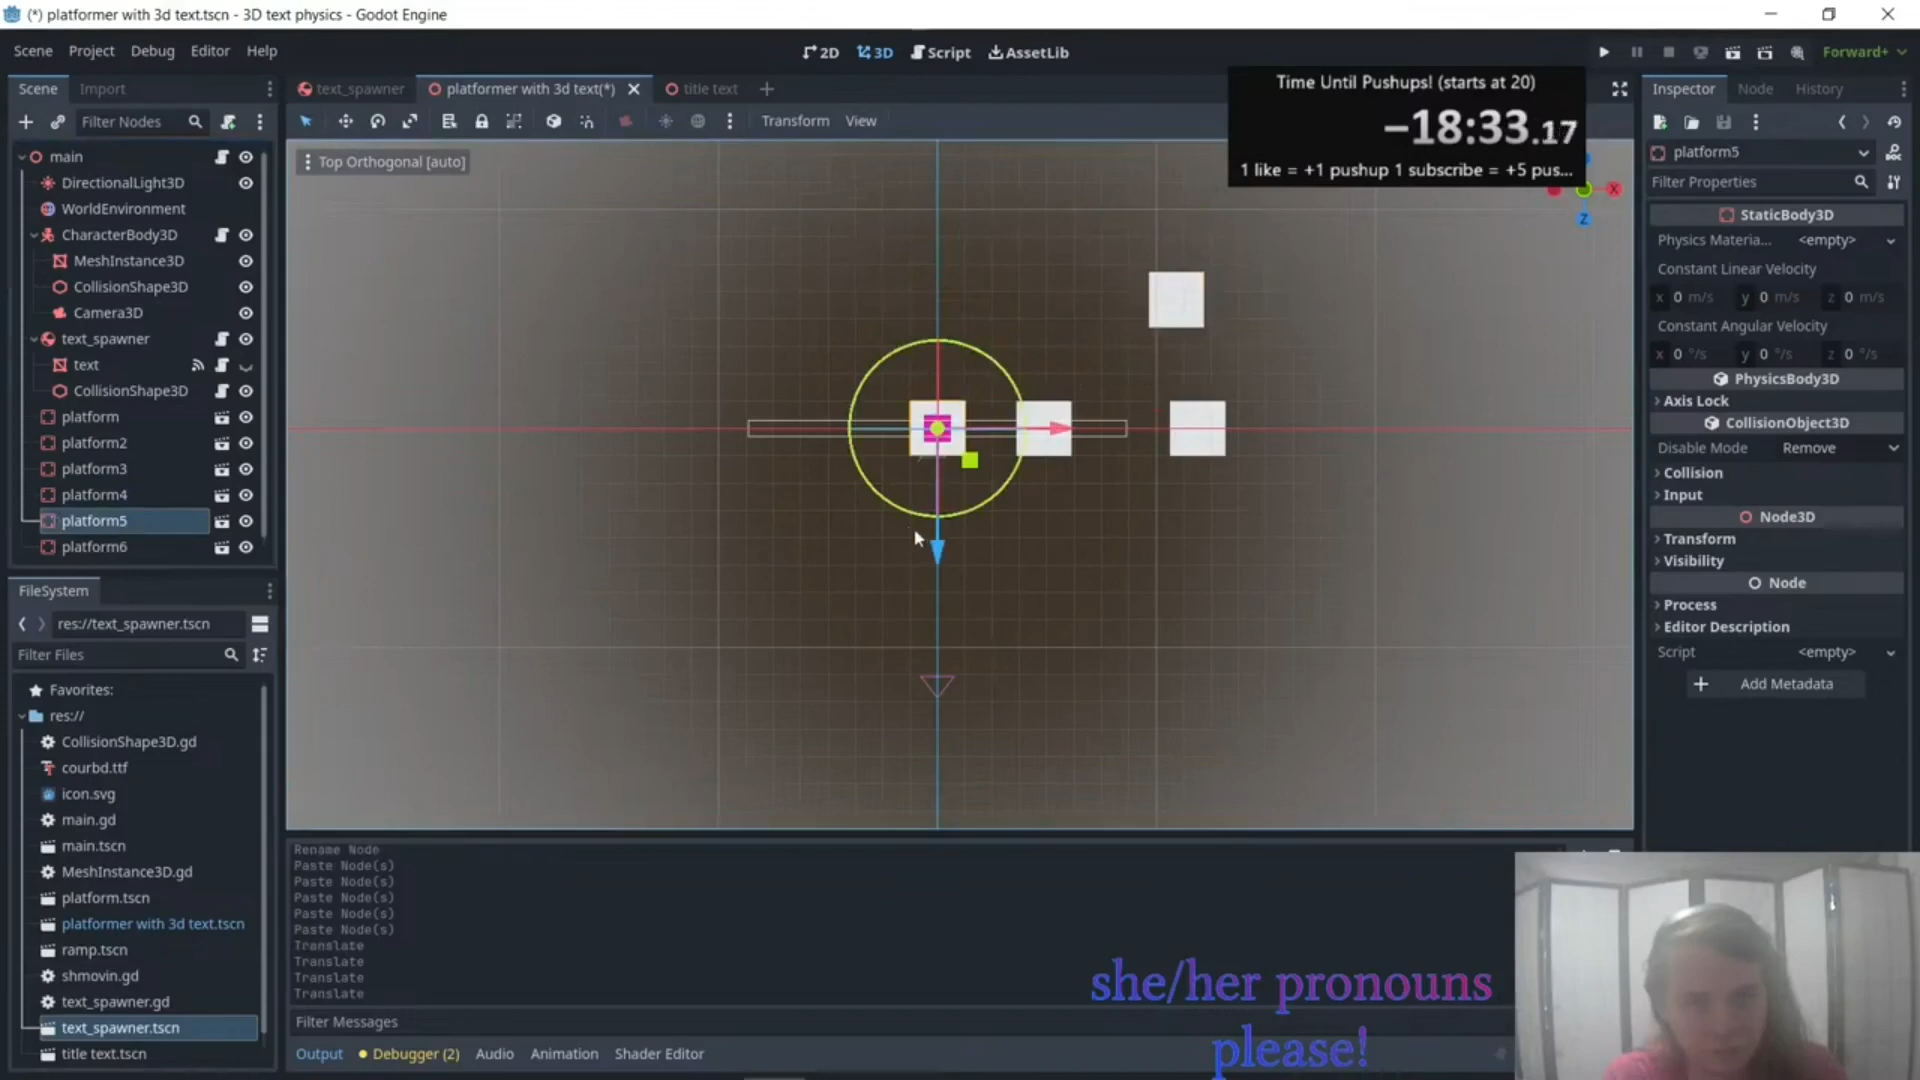 (*) platformer with 3d text.tscn - 3D text physics - Godot Engine
Scene Project Debug Editor Help
2D 3D Script AssetLib
Forward+
Scene Import
text_spawner platformer with 3d text(*) title text
Inspector Node History
Filter Nodes
Transform View
Time Until Pushups! (starts at 20)
−18:33.17
1 like = +1 pushup 1 subscribe = +5 pus...
Top Orthogonal [auto]
X
Z
main
DirectionalLight3D
WorldEnvironment
CharacterBody3D
MeshInstance3D
CollisionShape3D
Camera3D
text_spawner
text
CollisionShape3D
platform
platform2
platform3
platform4
platform5
platform6
platform5
Filter Properties
StaticBody3D
Physics Materia... <empty>
Constant Linear Velocity
x 0 m/s y 0 m/s z 0 m/s
Constant Angular Velocity
x 0 °/s y 0 °/s z 0 °/s
PhysicsBody3D
Axis Lock
CollisionObject3D
Disable Mode Remove
Collision
Input
Node3D
Transform
Visibility
Node
Process
Editor Description
Script <empty>
Add Metadata
FileSystem
res://text_spawner.tscn
Filter Files
Favorites:
res://
CollisionShape3D.gd
courbd.ttf
icon.svg
main.gd
main.tscn
MeshInstance3D.gd
platform.tscn
platformer with 3d text.tscn
ramp.tscn
shmovin.gd
text_spawner.gd
text_spawner.tscn
title text.tscn
Rename Node
Paste Node(s)
Paste Node(s)
Paste Node(s)
Paste Node(s)
Paste Node(s)
Translate
Translate
Translate
Translate
Filter Messages
Output Debugger (2) Audio Animation Shader Editor
she/her pronouns
please!